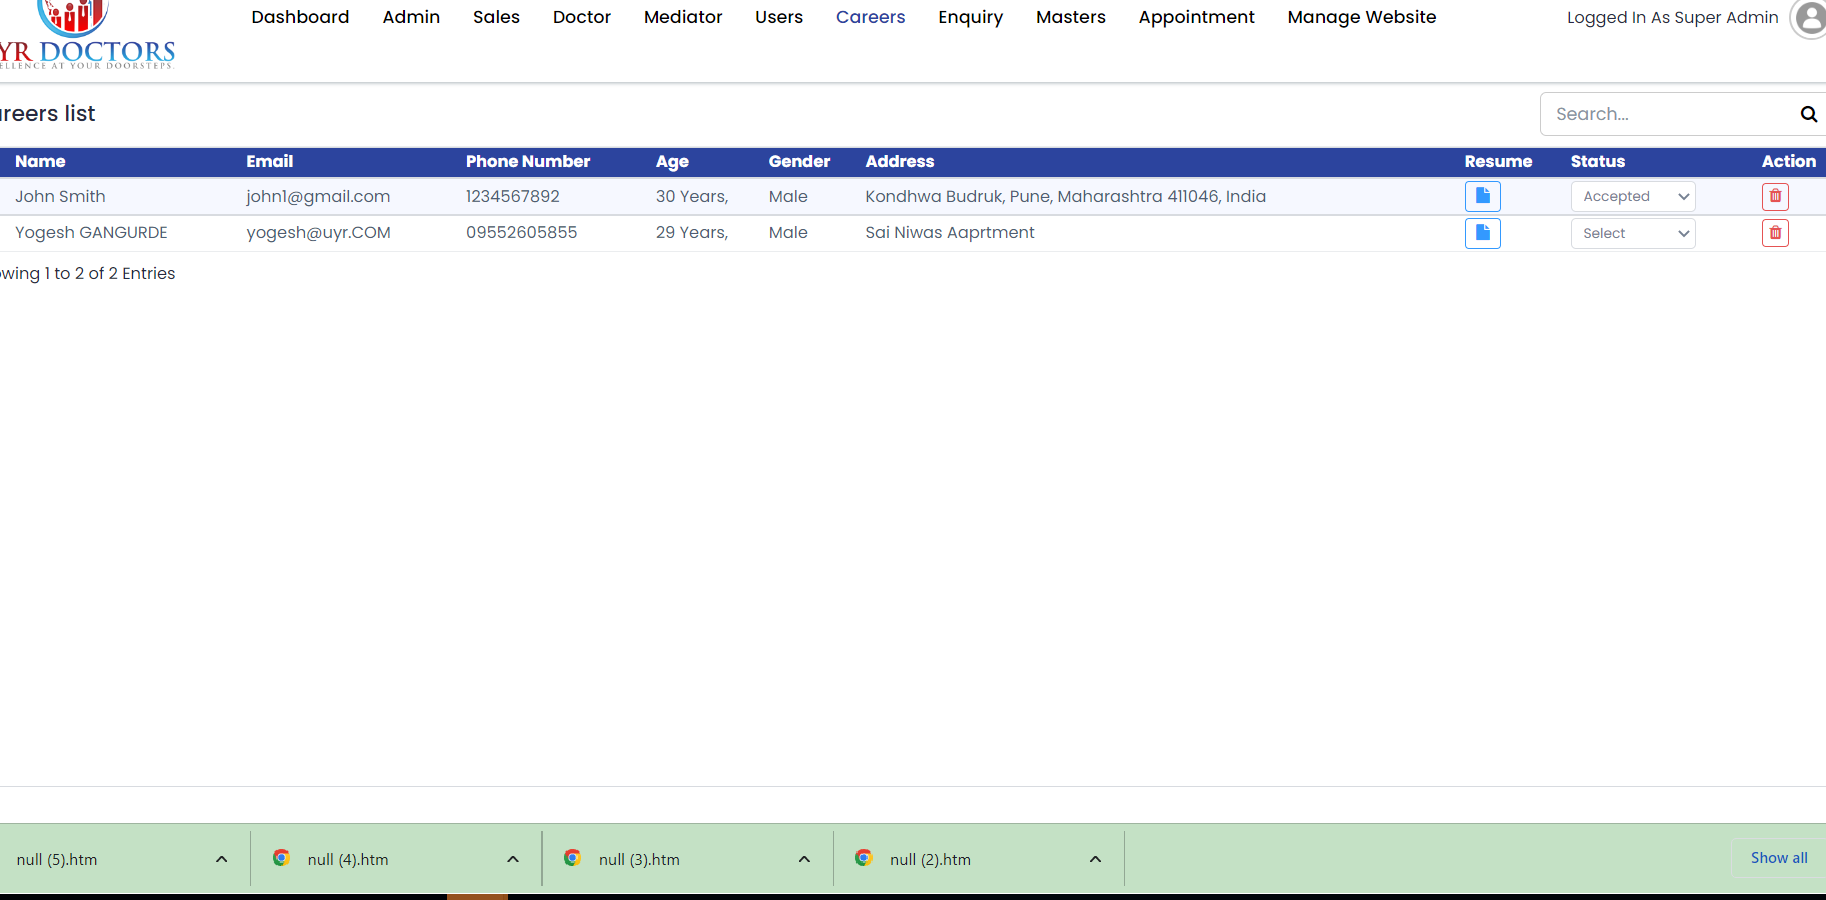 Dashboard Admin Sales Doctor Mediator Users Careers Enquiry Masters Appointment Manage Website Logged In As Super Admin
YR DOCTORS
ELLENCE AT YOUR DOORSTEPS.
reers list
Search...
Name Email Phone Number Age Gender Address Resume Status Action
John Smith john1@gmail.com 1234567892 30 Years, Male Kondhwa Budruk, Pune, Maharashtra 411046, India Accepted
Yogesh GANGURDE yogesh@uyr.COM 09552605855 29 Years, Male Sai Niwas Aaprtment Select
wing 1 to 2 of 2 Entries
null (5).htm null (4).htm null (3).htm null (2).htm Show all